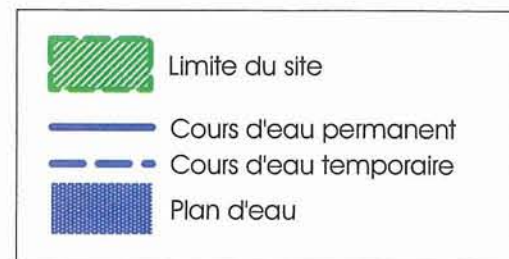 Limite du site
Cours d'eau permanent
Cours d'eau temporaire
Plan d'eau